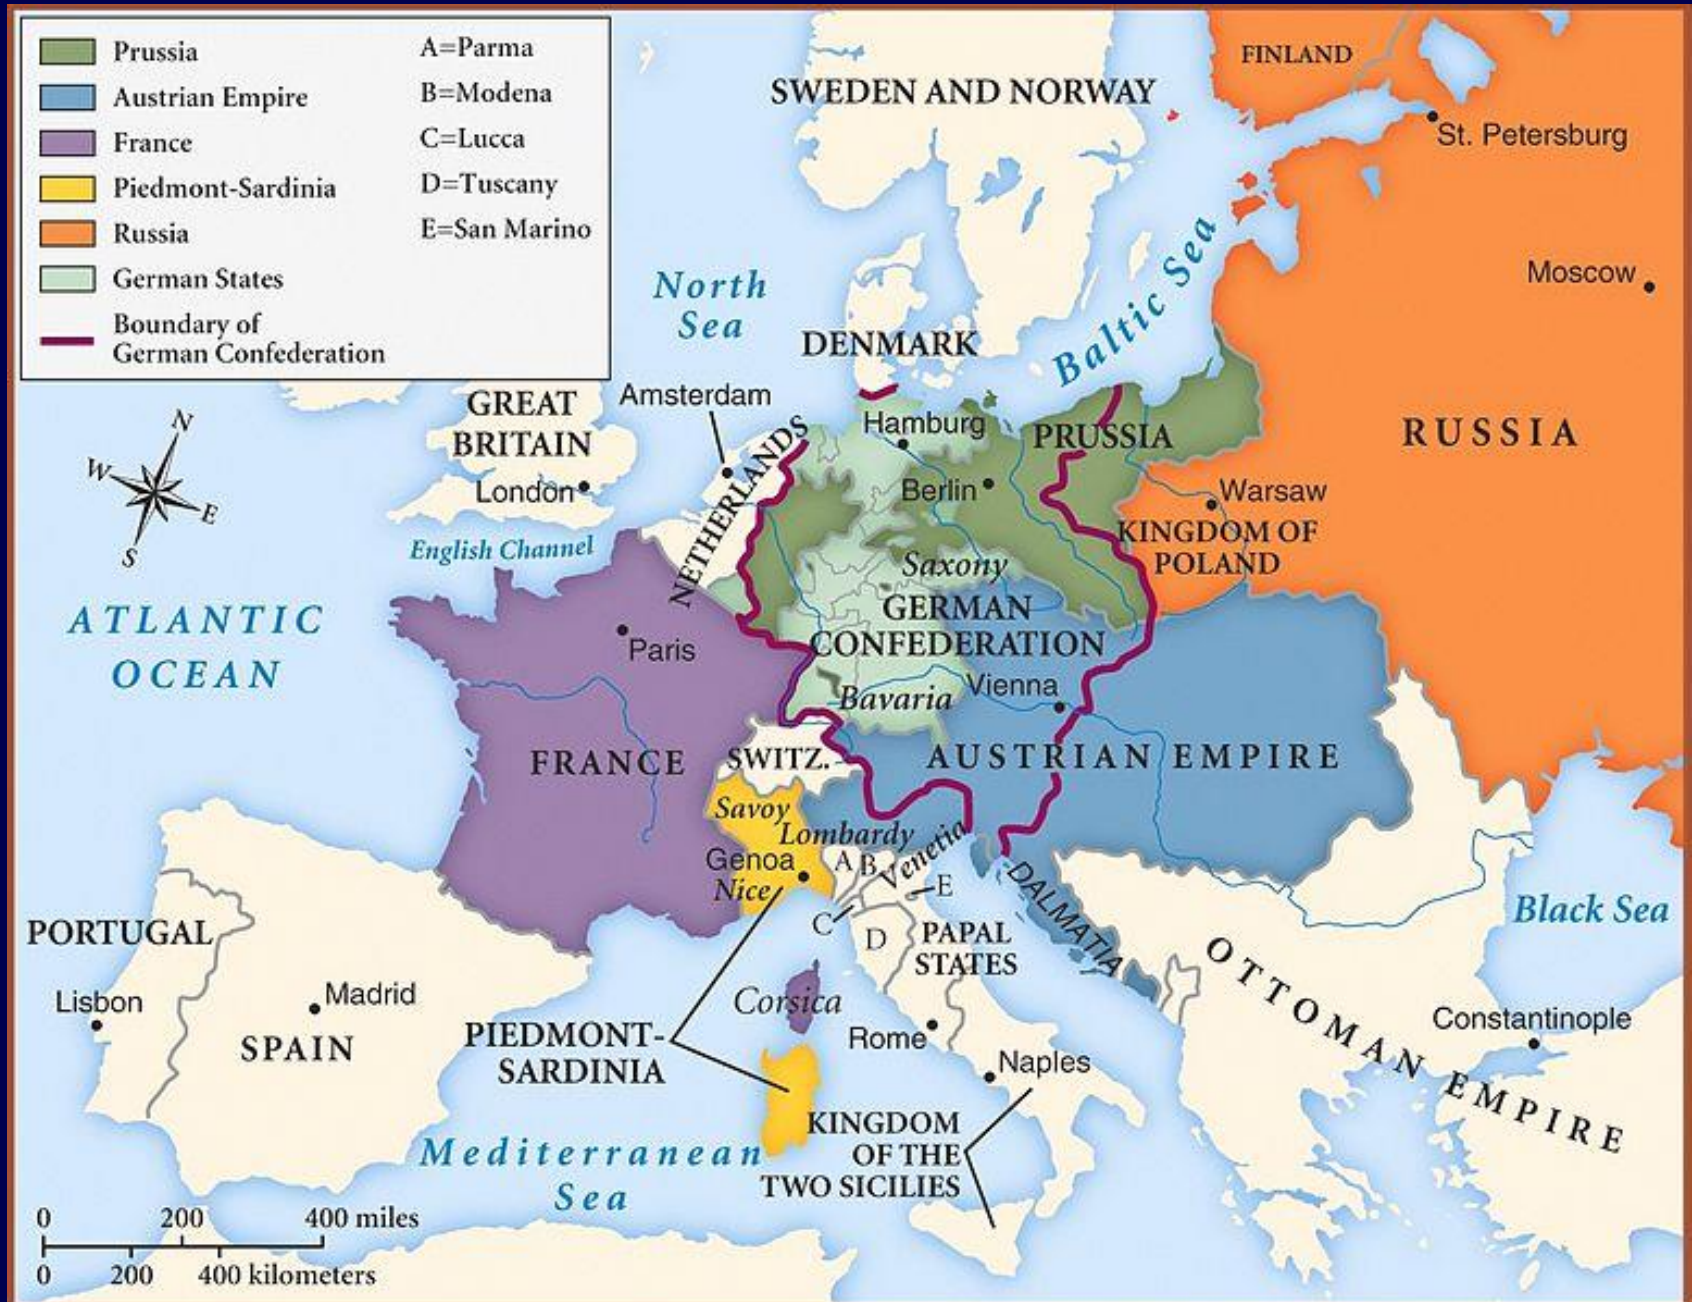 Prussia
Austrian Empire
France
Piedmont-Sardinia
Russia
German States
Boundary of
German Confederation
A=Parma
B=Modena
C=Lucca
D=Tuscany
E=San Marino
FINLAND
SWEDEN AND NORWAY
St. Petersburg
Moscow
North
Sea
Baltic Sea
DENMARK
GREAT
BRITAIN
Amsterdam
Hamburg
PRUSSIA
RUSSIA
N
W
E
S
London
NETHERLANDS
Berlin
Warsaw
KINGDOM OF
POLAND
English Channel
Saxony
GERMAN
CONFEDERATION
ATLANTIC
OCEAN
Paris
Bavaria
Vienna
FRANCE
SWITZ.
AUSTRIAN EMPIRE
Savoy
Lombardy
Venetia
Genoa
Nice
A
B
E
C
D
DALMATIA
PAPAL
STATES
Black Sea
PORTUGAL
Lisbon
Madrid
SPAIN
Corsica
PIEDMONT-
SARDINIA
Rome
Naples
OTTOMAN EMPIRE
Constantinople
KINGDOM
OF THE
TWO SICILIES
Mediterranean
Sea
0 200 400 miles
0 200 400 kilometers